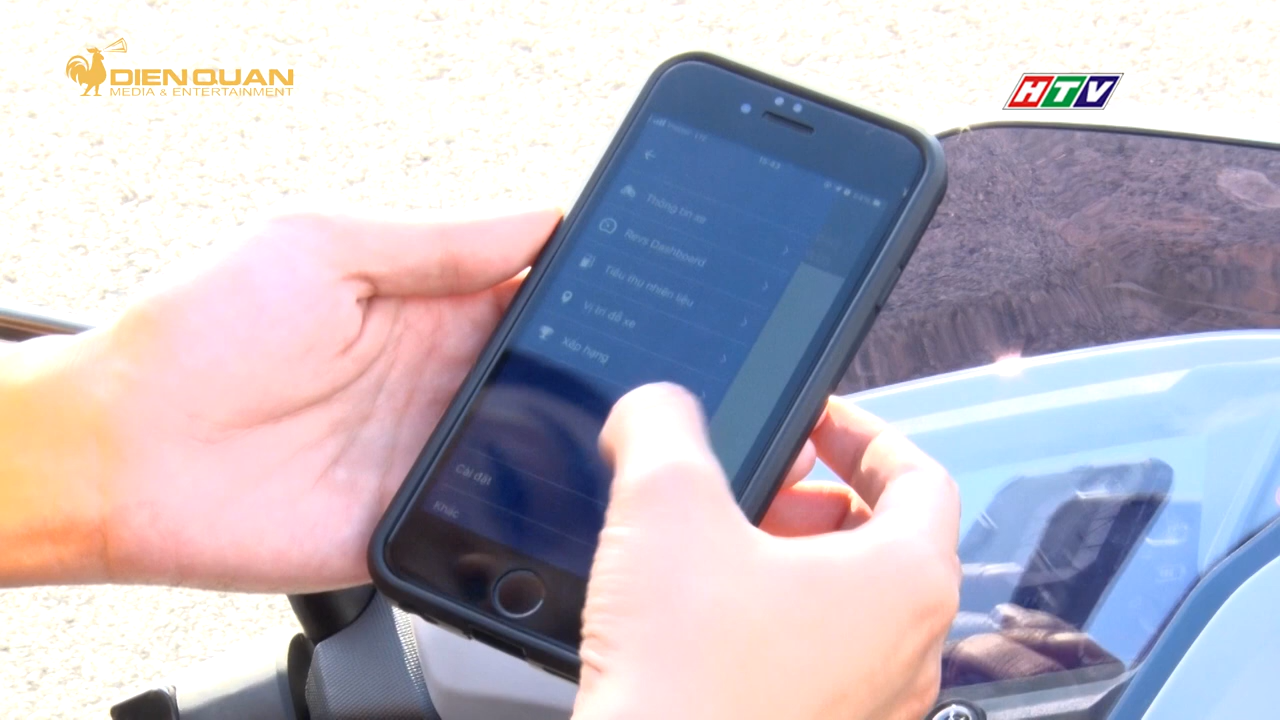 DIEN QUAN
MEDIA & ENTERTAINMENT
HTV
Thông tin xe
Revs Dashboard
Tiêu thụ nhiên liệu
Vị trí đỗ xe
Xếp hạng
Cài đặt
Khác